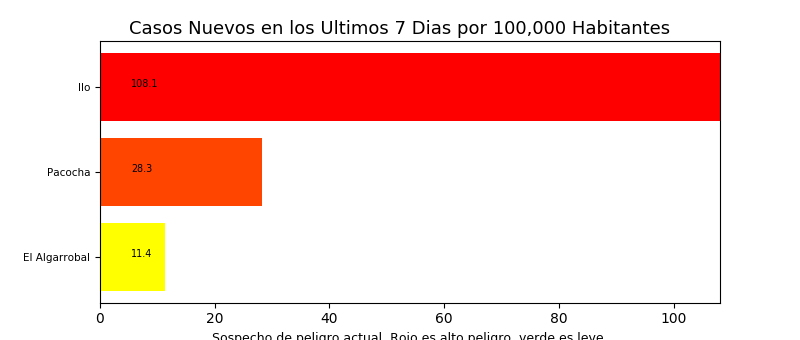 Casos Nuevos en los Ultimos 7 Dias por 100,000 Habitantes
Ilo
108.1
Pacocha
28.3
El Algarrobal
11.4
0 20 40 60 80 100
Sospecho de peligro actual. Rojo es alto peligro, verde es leve